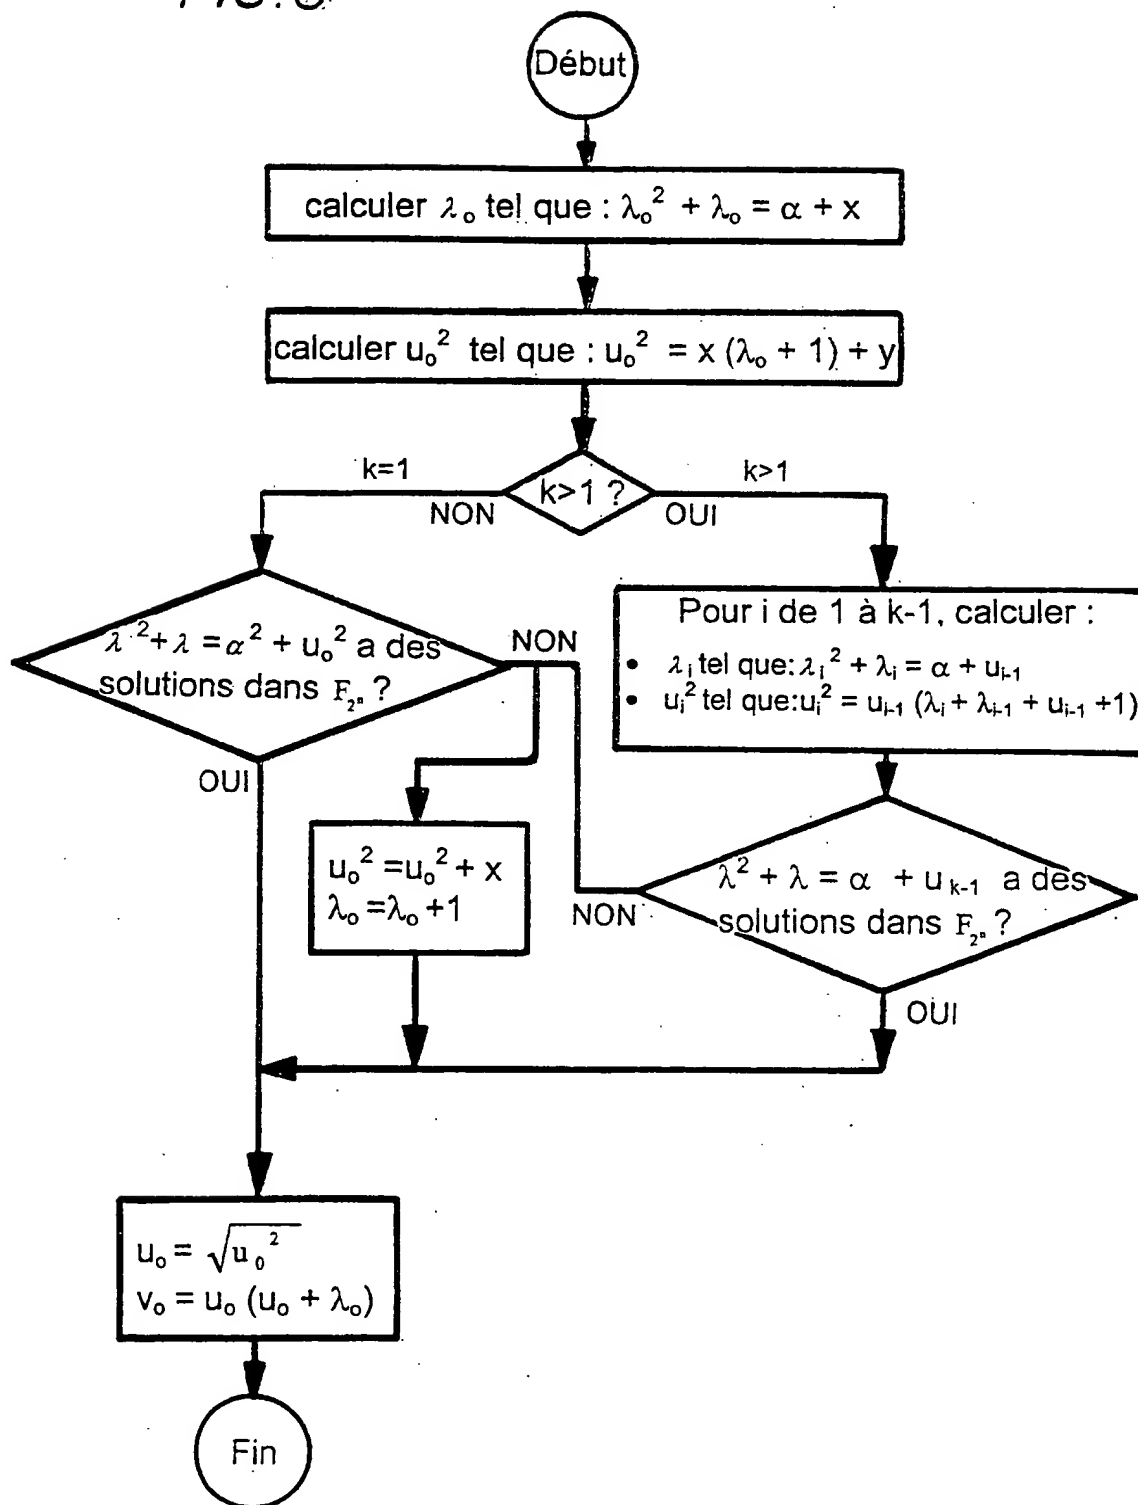 Début
calculer λ₀ tel que : λ₀² + λ₀ = α + x
calculer u₀² tel que : u₀² = x (λ₀ + 1) + y
k=1
k>1 ?
k>1
NON
OUI
λ² + λ = α² + u₀² a des
solutions dans F₂ⁿ ?
NON
OUI
Pour i de 1 à k-1, calculer :
• λᵢ tel que: λᵢ² + λᵢ = α + uᵢ₋₁
• uᵢ² tel que: uᵢ² = uᵢ₋₁ (λᵢ + λᵢ₋₁ + uᵢ₋₁ +1)
u₀² = u₀² + x
λ₀ = λ₀ +1
λ² + λ = α + uₖ₋₁ a des
solutions dans F₂ⁿ ?
NON
OUI
u₀ = √u₀²
v₀ = u₀ (u₀ + λ₀)
Fin